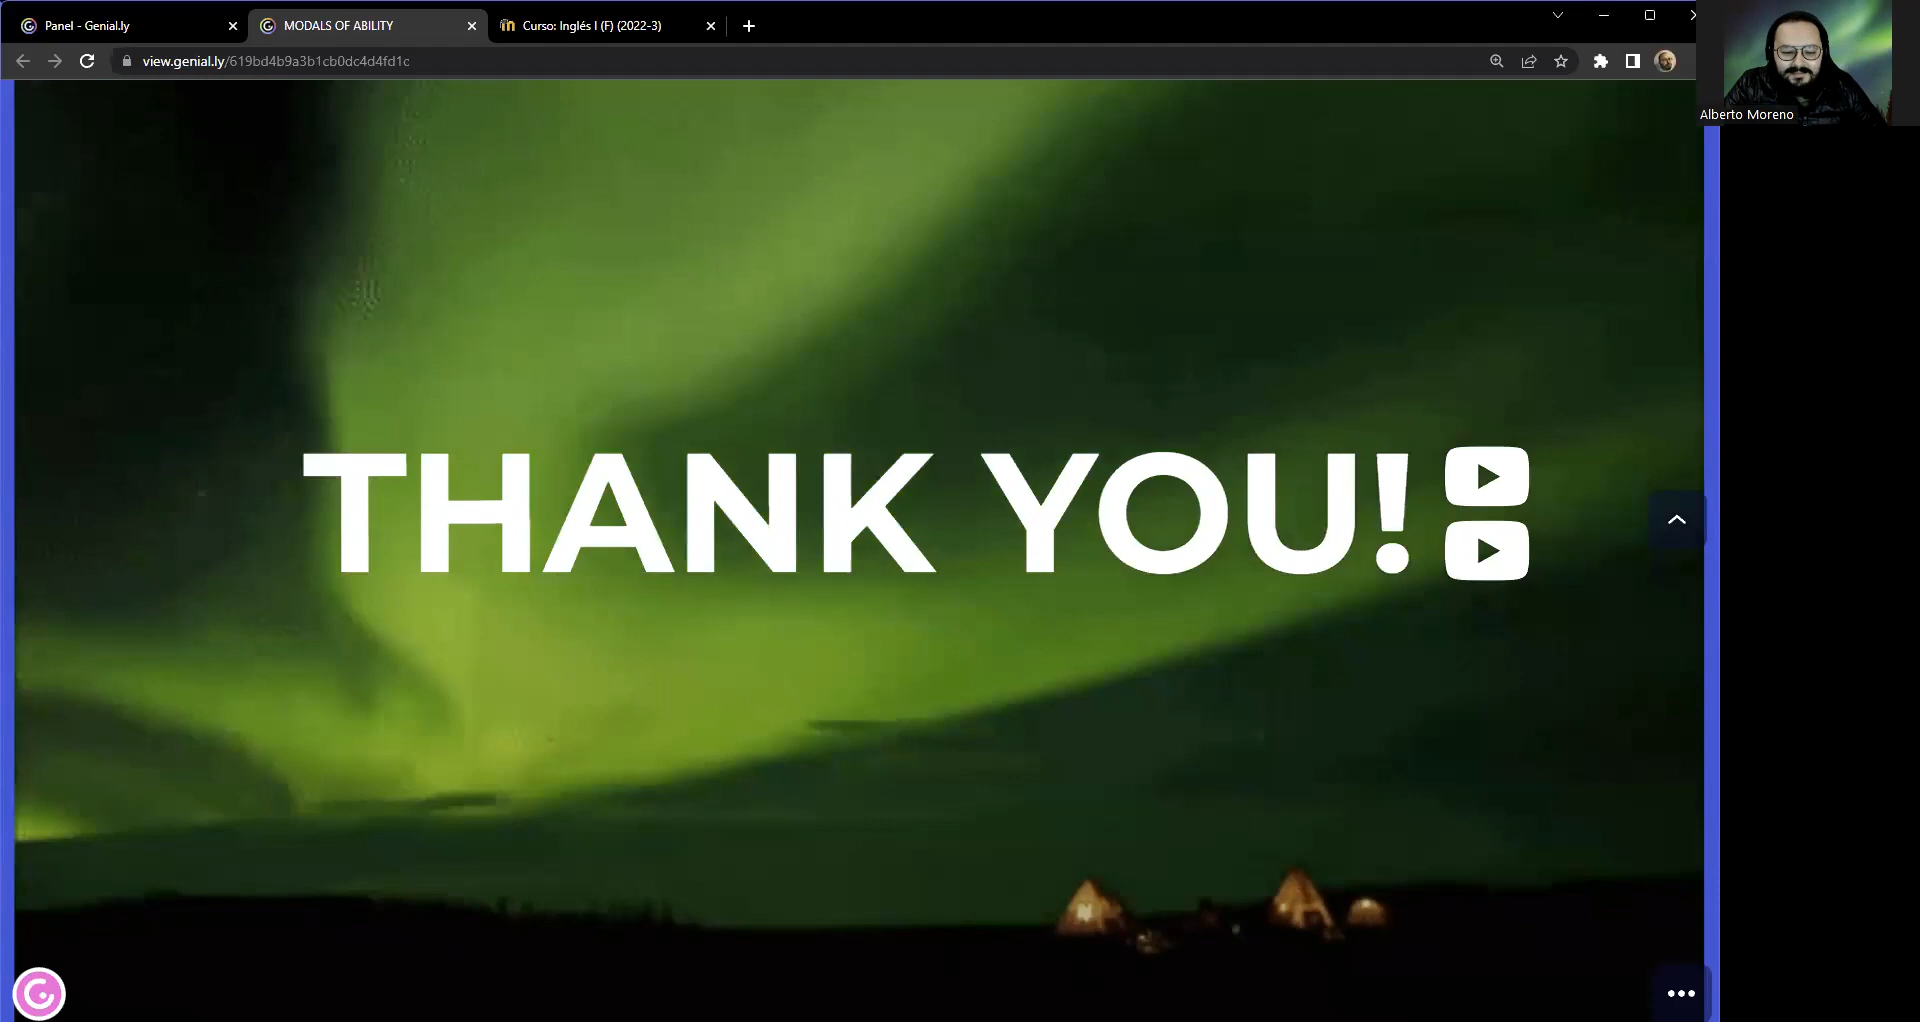 Panel - Genial.ly
MODALS OF ABILITY
Curso: Inglés I (F) (2022-3)
view.genial.ly/619bd4b9a3b1cb0dc4d4fd1c
Alberto Moreno
THANK YOU!